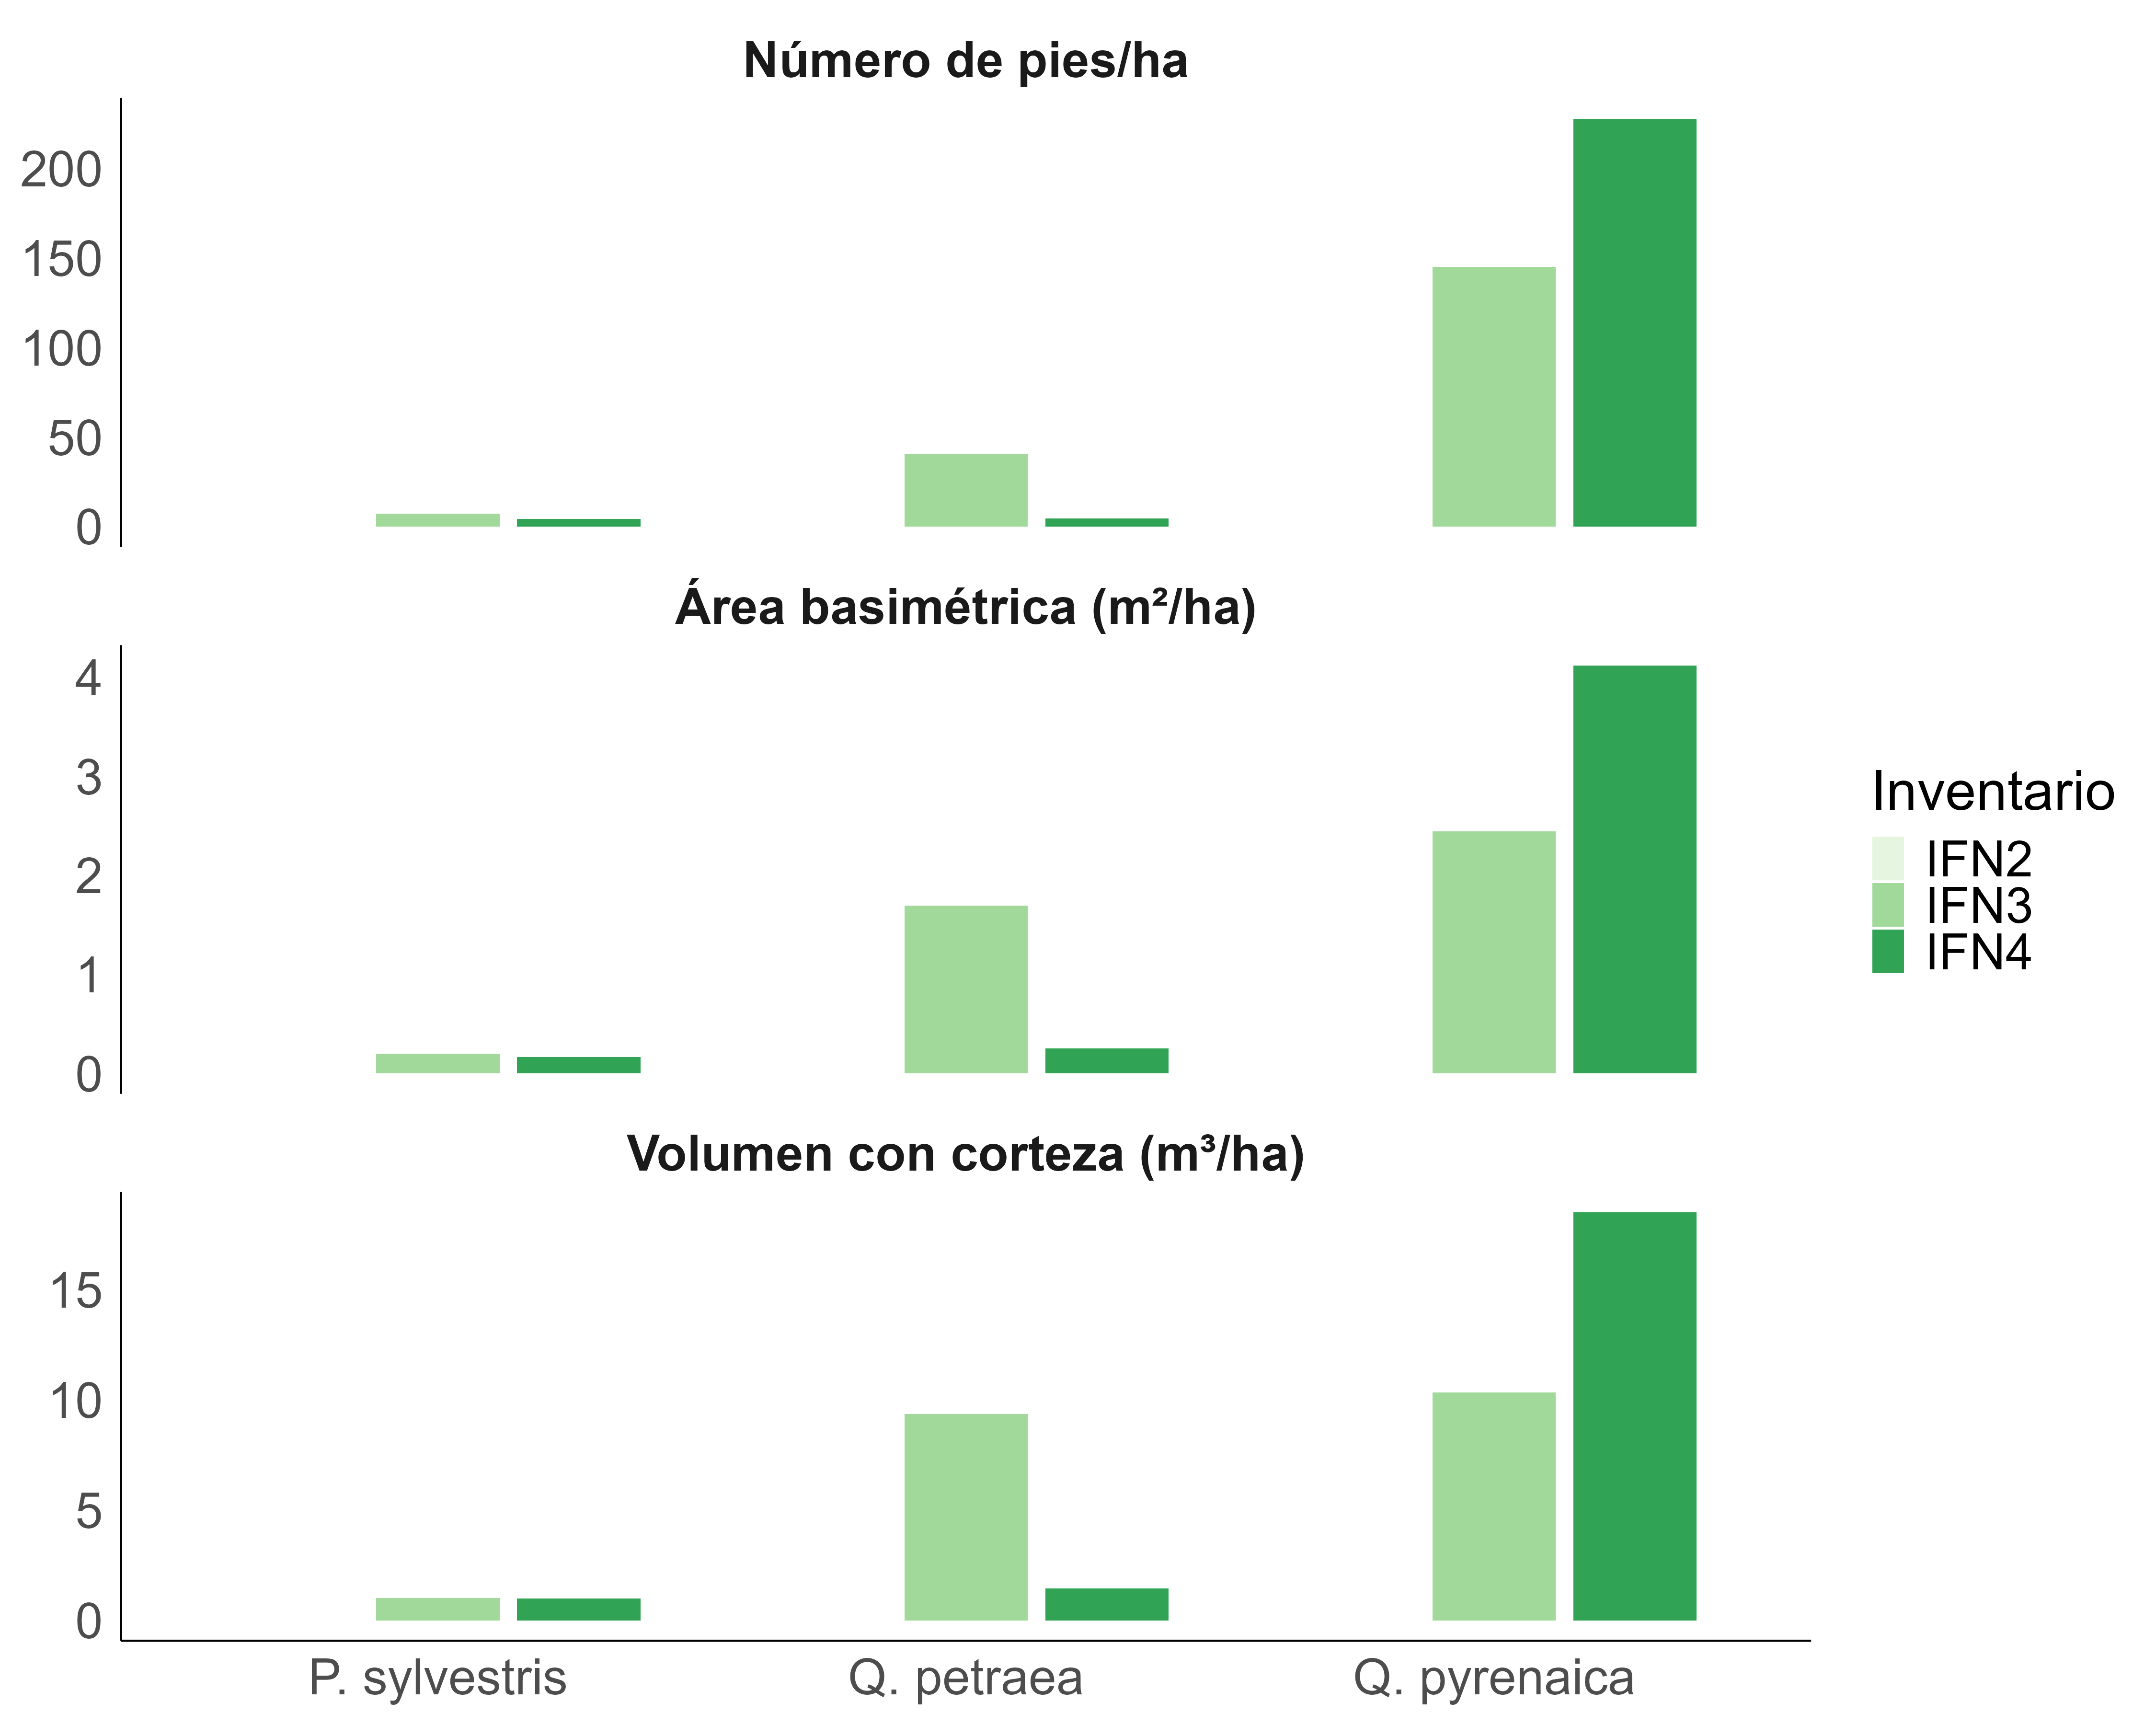 Número de pies/ha
200
150
100
50
0
Área basimétrica (m²/ha)
4
3
2
1
0
Inventario
IFN2
IFN3
IFN4
Volumen con corteza (m³/ha)
15
10
5
0
P. sylvestris
Q. petraea
Q. pyrenaica